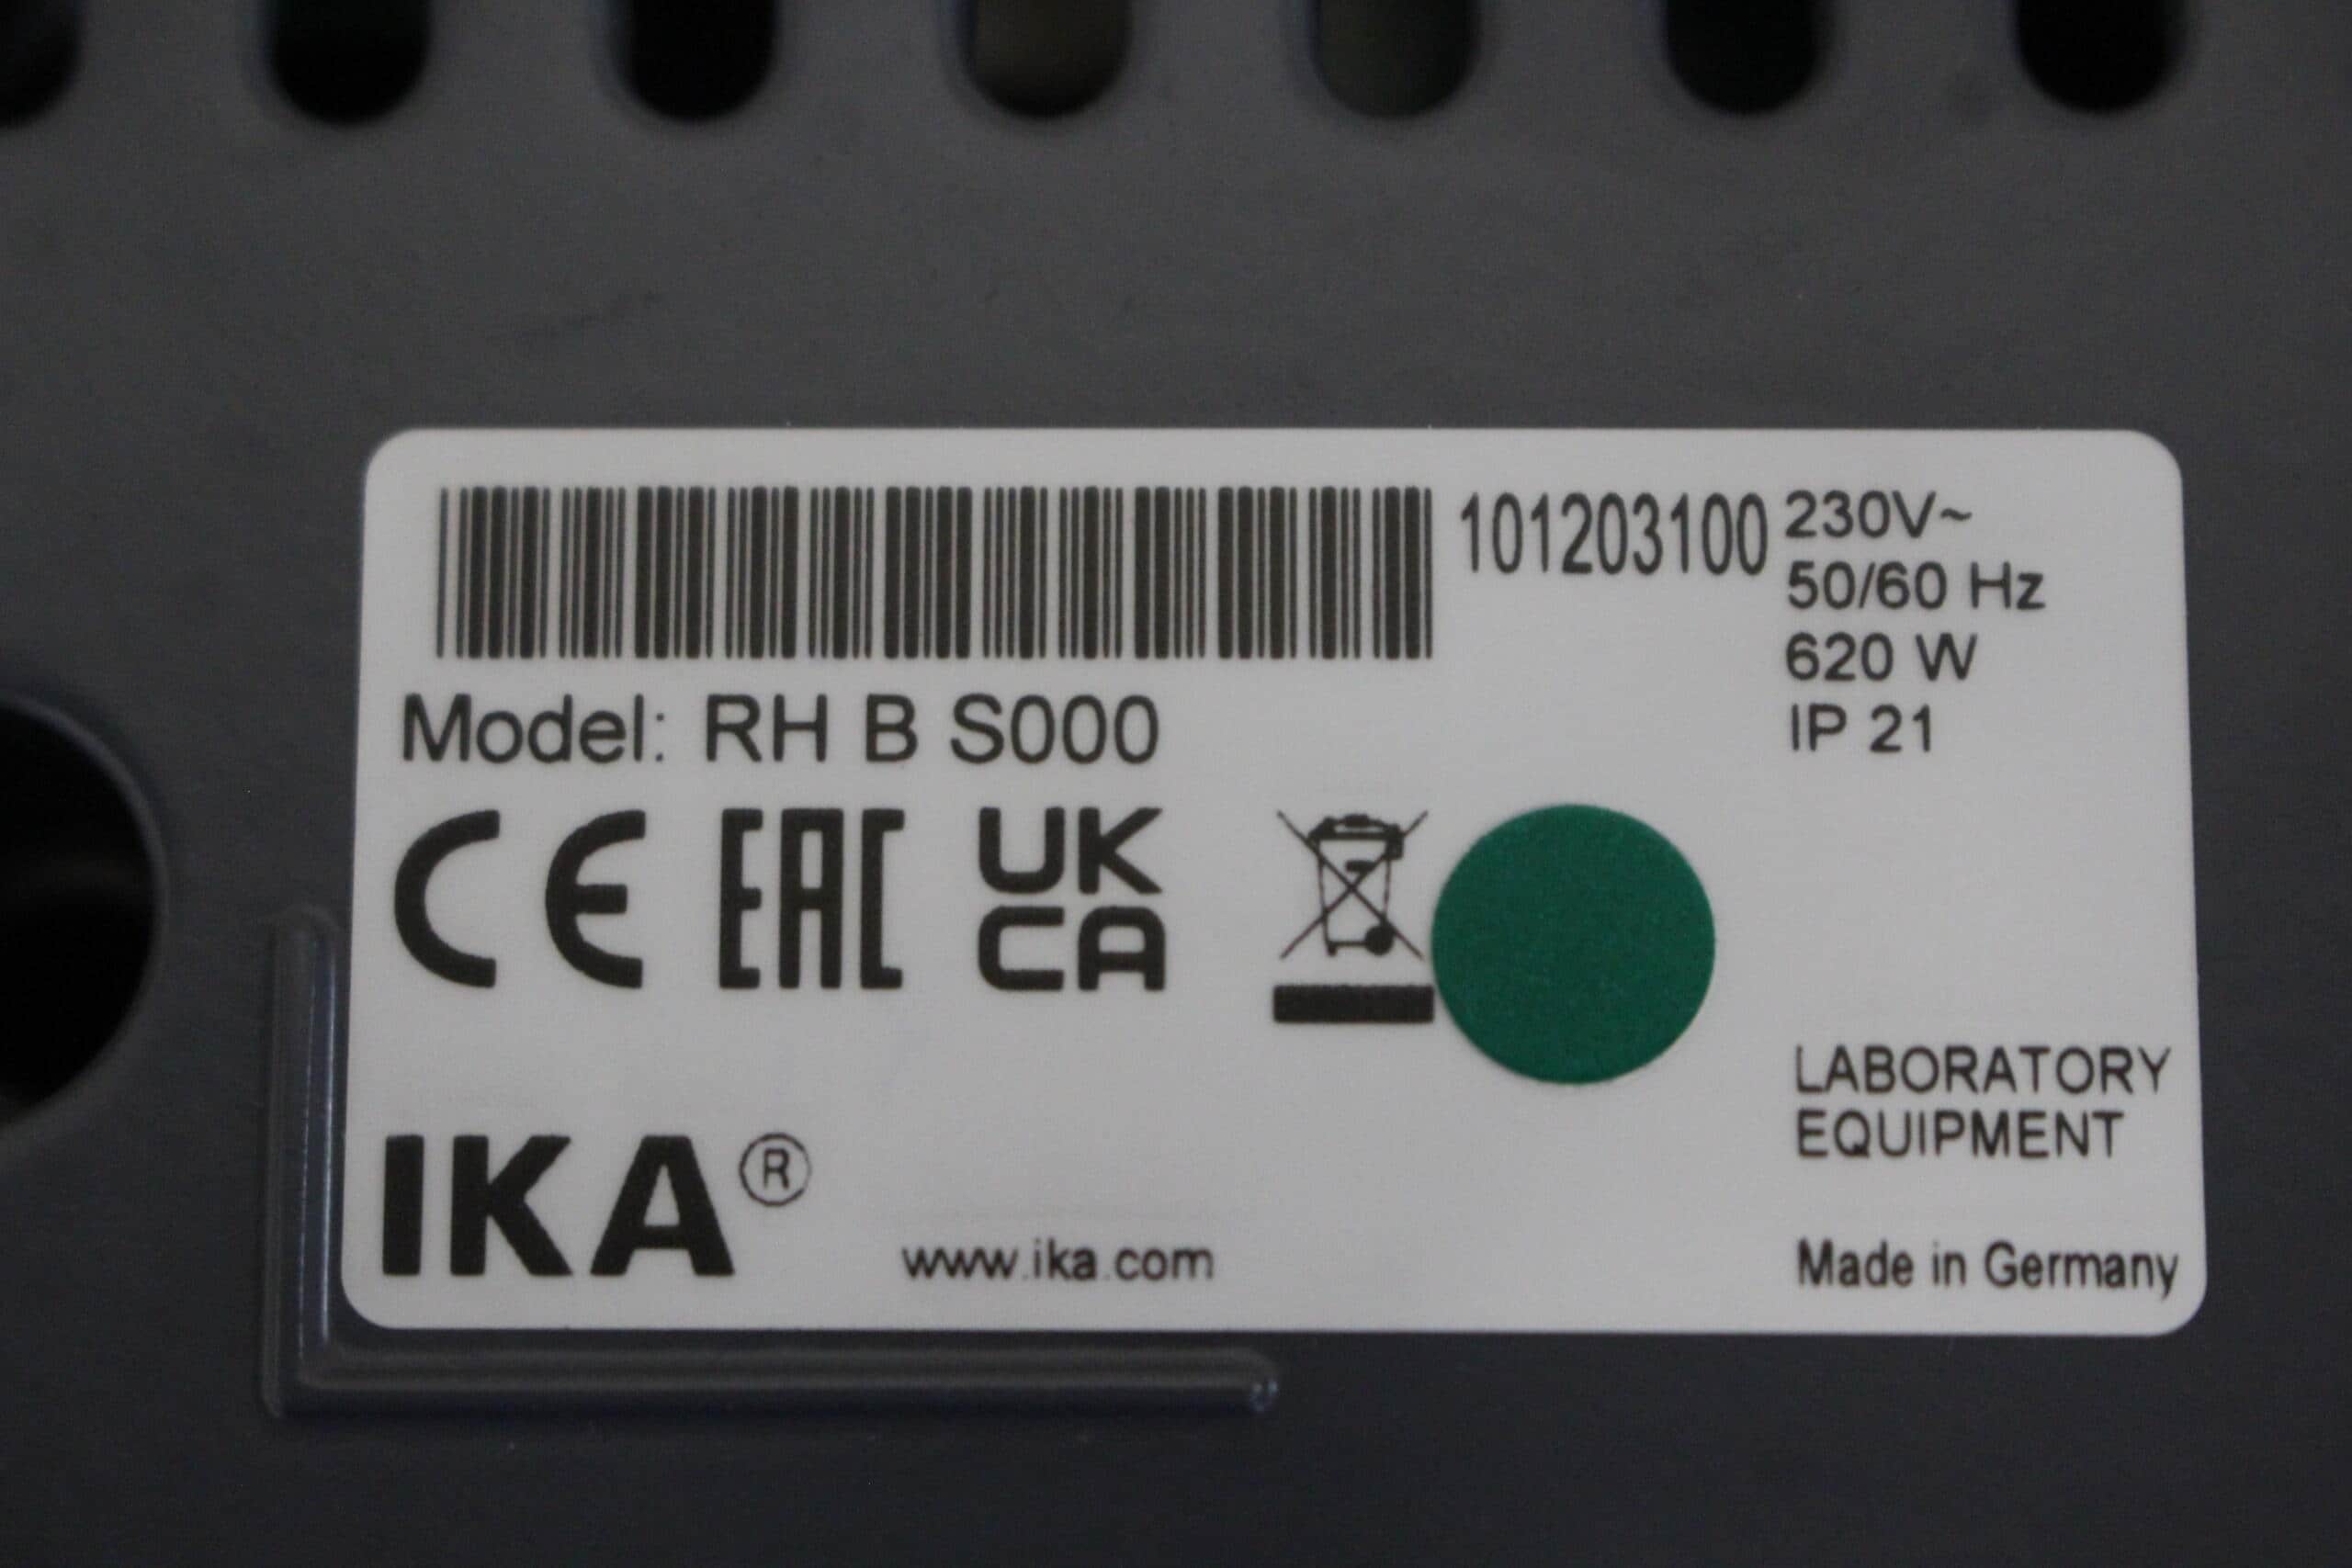 101203100
230V~
50/60 Hz
620 W
IP 21
Model: RH B S000
CE EAC UK
CA
LABORATORY
EQUIPMENT
IKA®
www.ika.com
Made in Germany